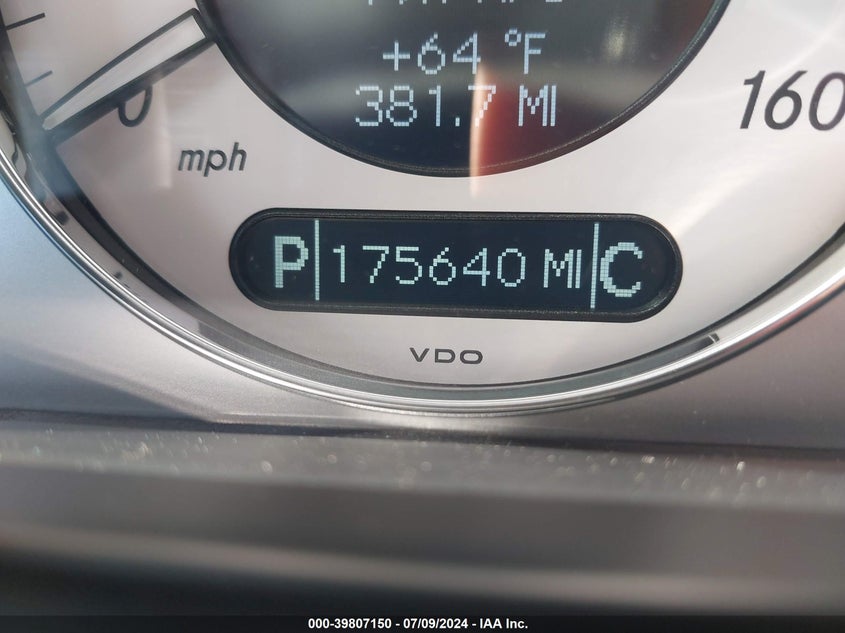 +64 °F
381.7 MI
0
160
mph
P 175640 MI C
VDO
000-39807150 - 07/09/2024 - IAA Inc.